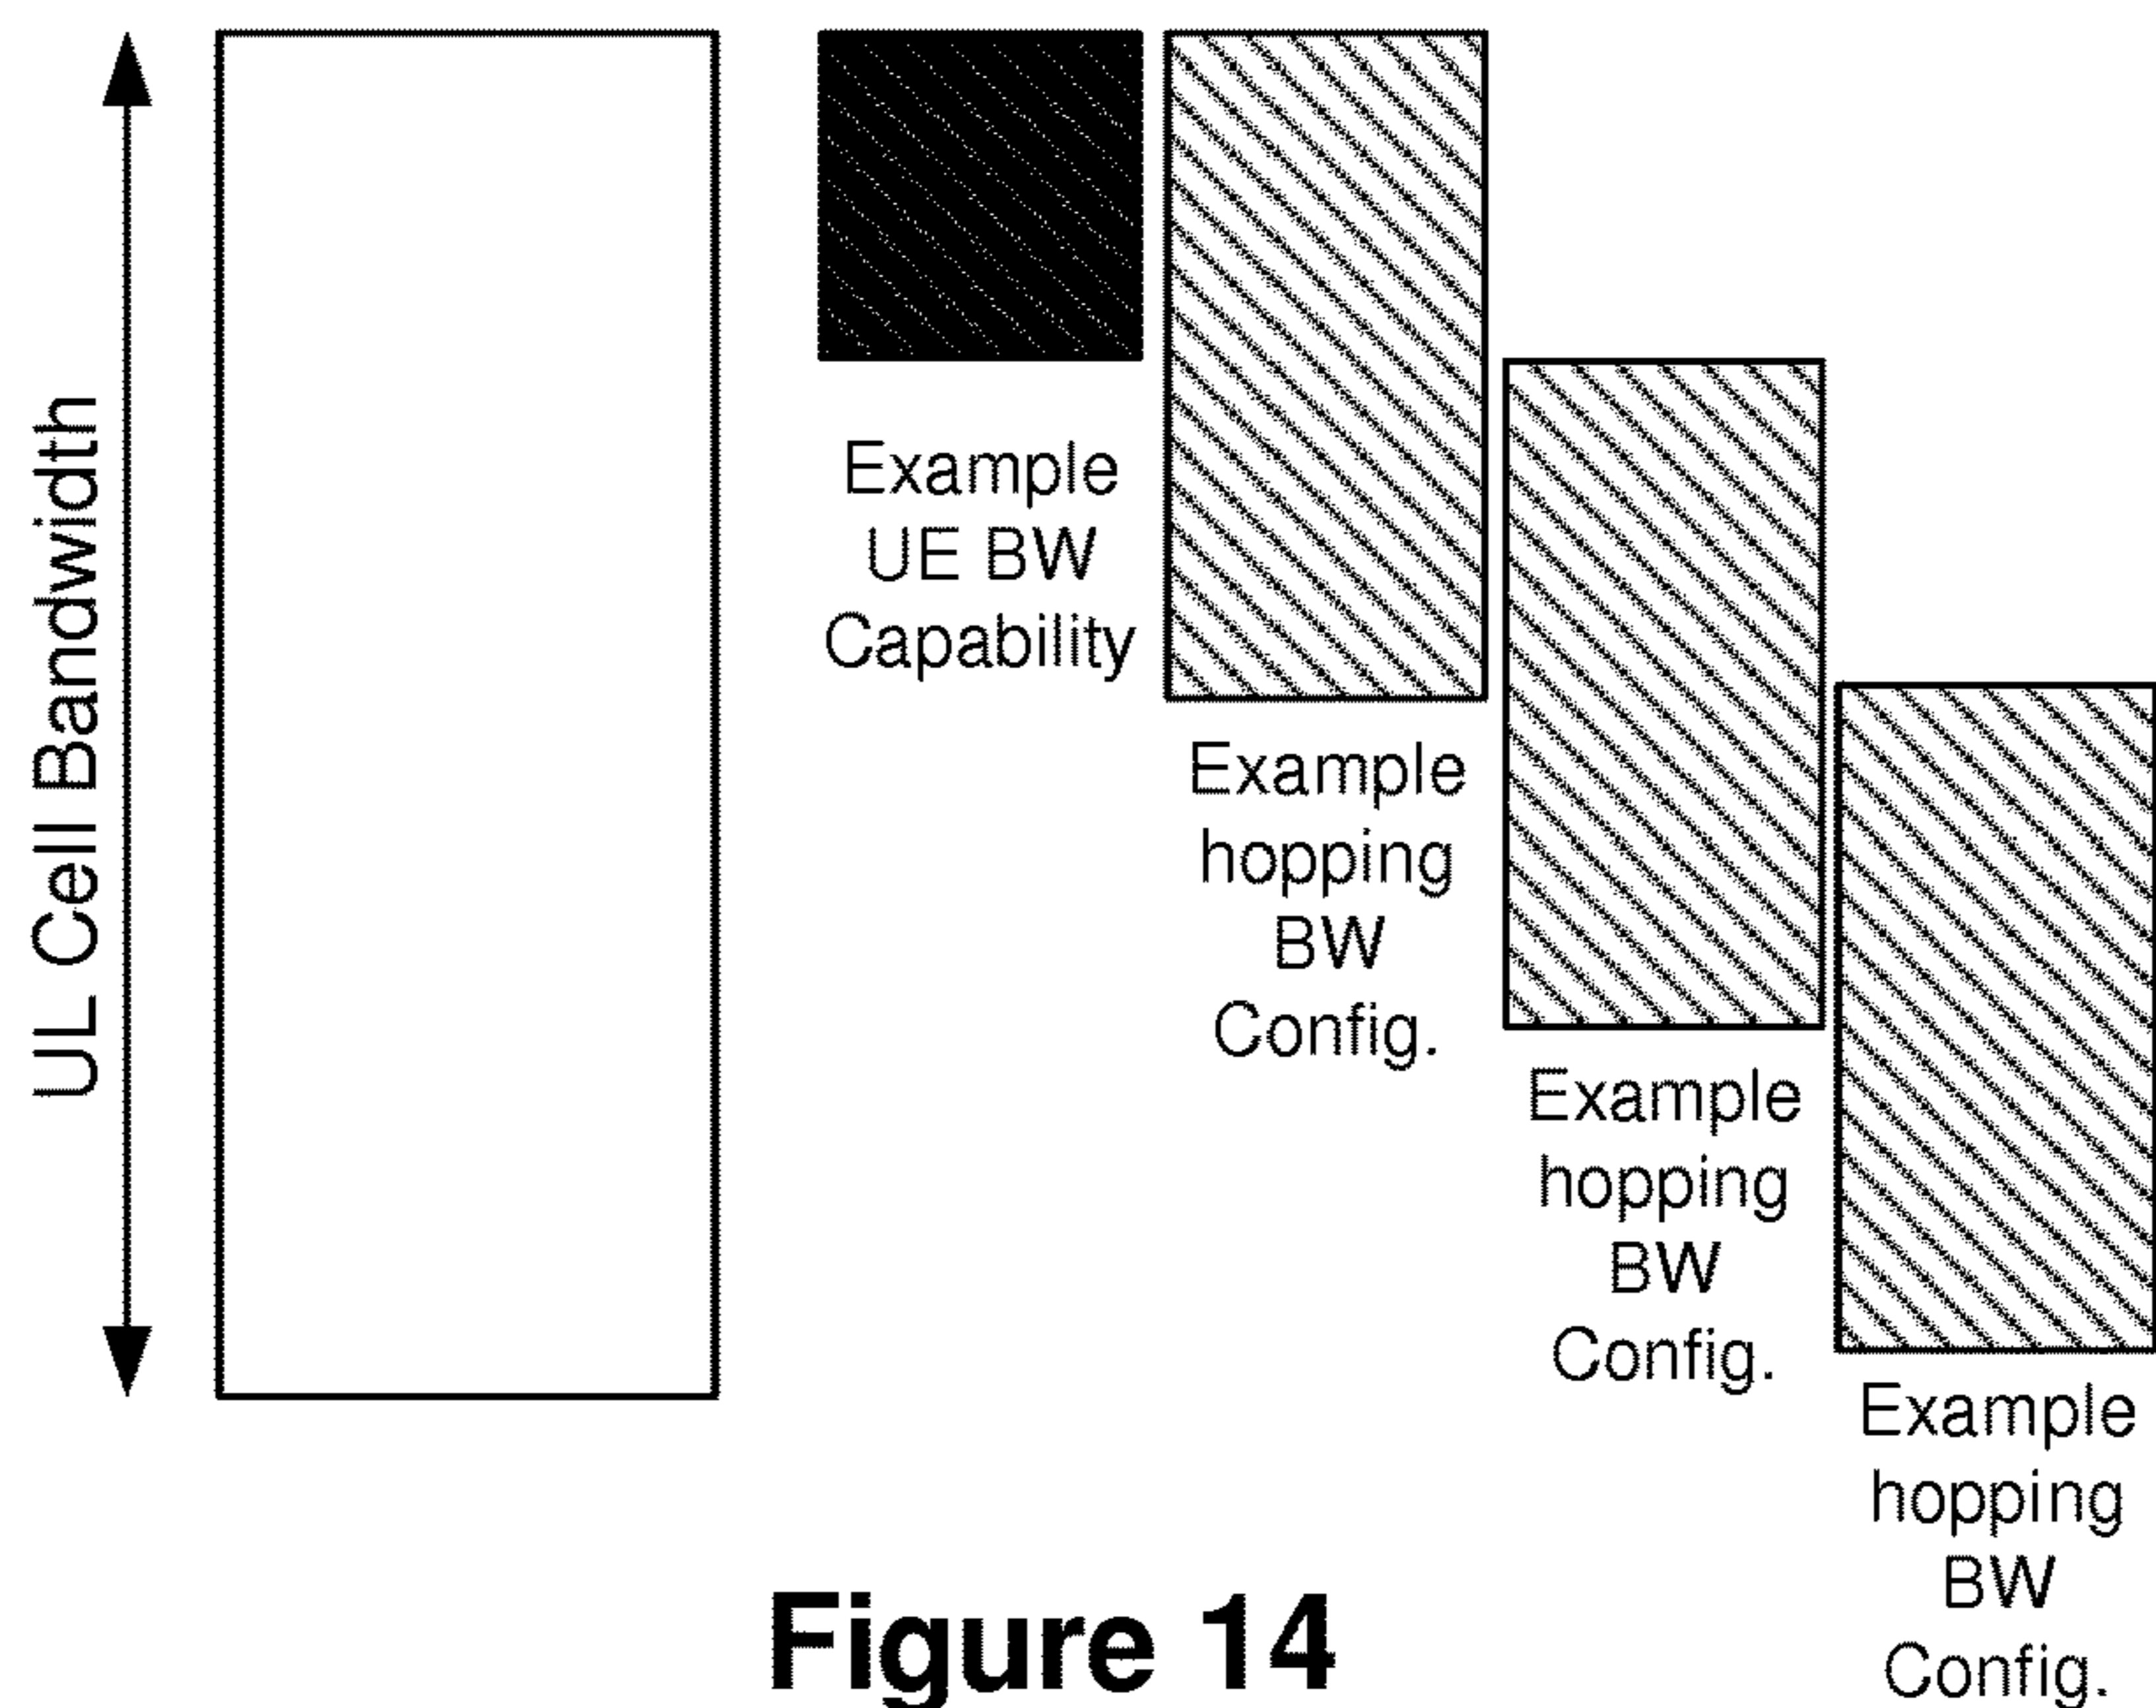 UL Cell Bandwidth
Example
UE BW
Capability
Example
hopping
BW
Config.
Example
hopping
BW
Config.
Example
hopping
BW
Config.
Figure 14